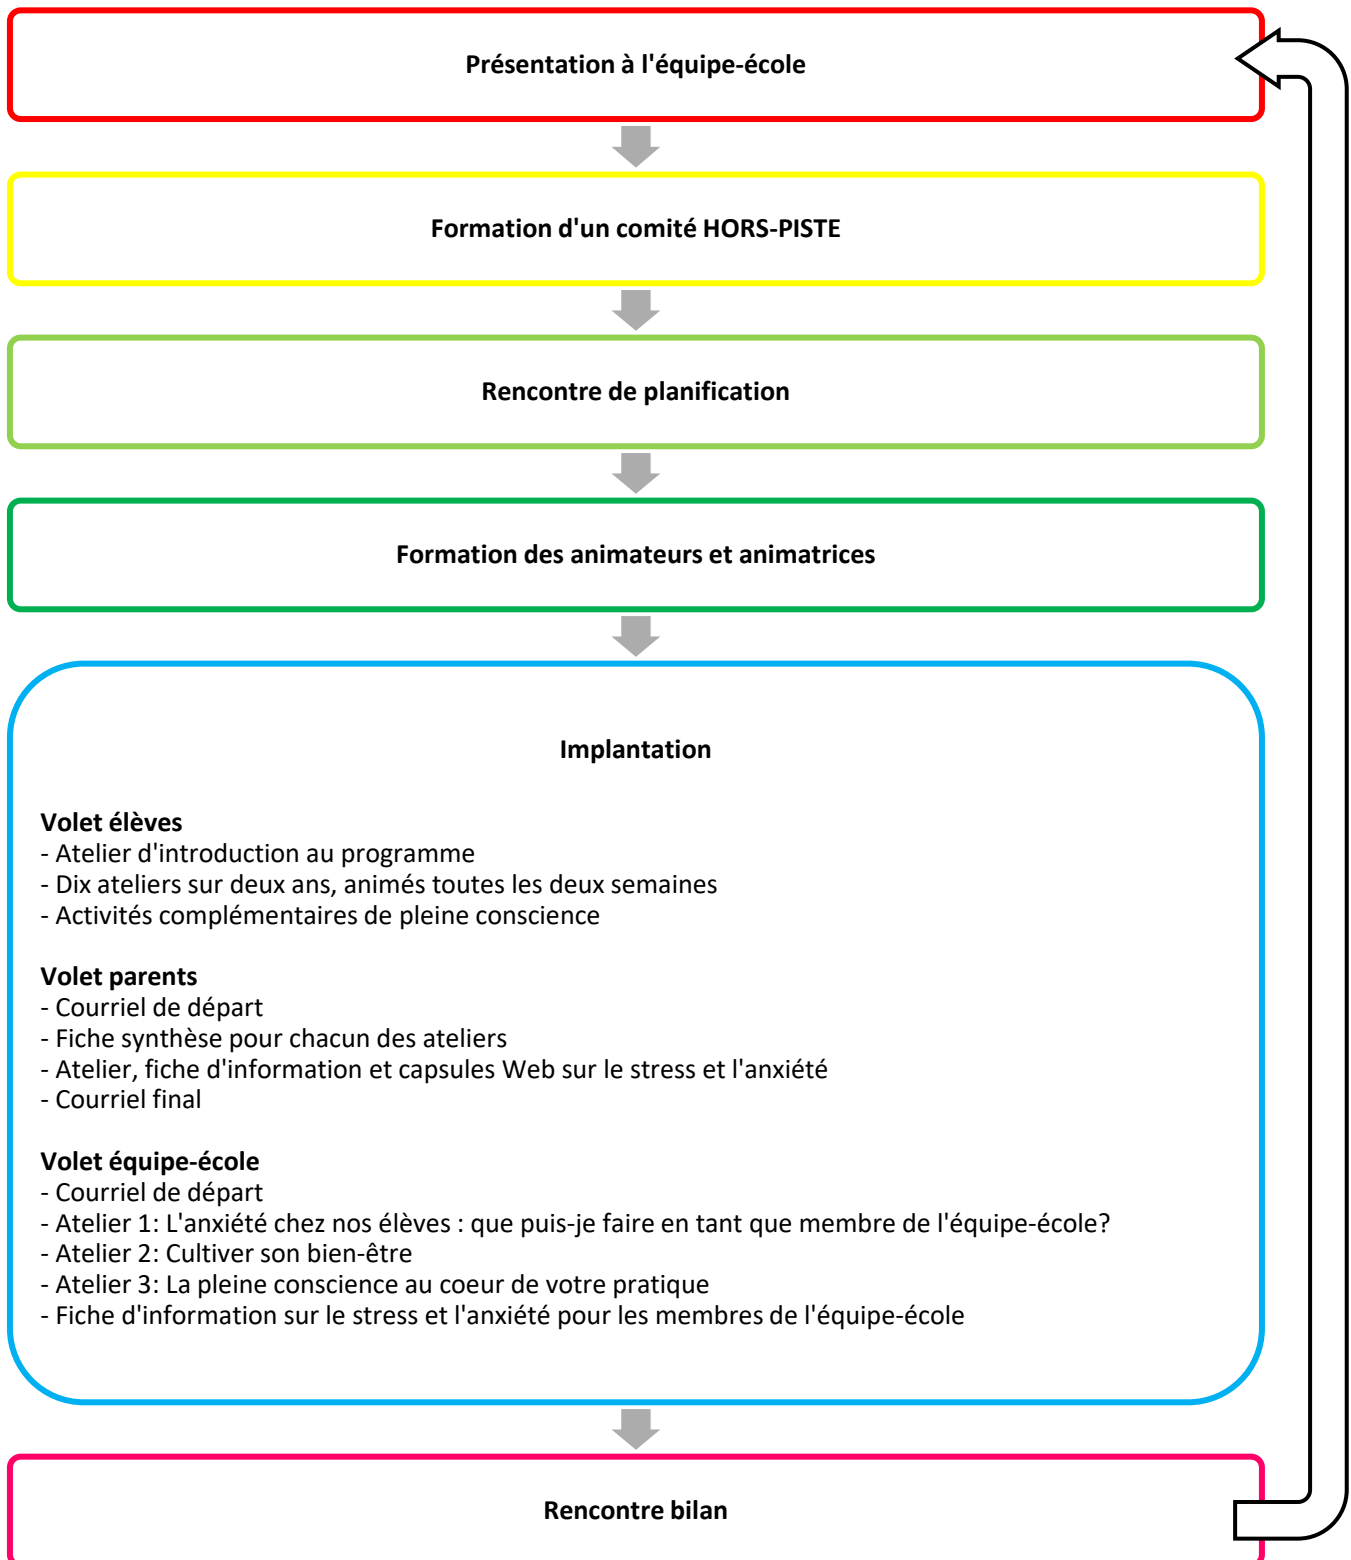 Présentation à l'équipe-école
Formation d'un comité HORS-PISTE
Rencontre de planification
Formation des animateurs et animatrices
Implantation
Volet élèves
- Atelier d'introduction au programme
- Dix ateliers sur deux ans, animés toutes les deux semaines
- Activités complémentaires de pleine conscience
Volet parents
- Courriel de départ
- Fiche synthèse pour chacun des ateliers
- Atelier, fiche d'information et capsules Web sur le stress et l'anxiété
- Courriel final
Volet équipe-école
- Courriel de départ
- Atelier 1: L'anxiété chez nos élèves : que puis-je faire en tant que membre de l'équipe-école?
- Atelier 2: Cultiver son bien-être
- Atelier 3: La pleine conscience au coeur de votre pratique
- Fiche d'information sur le stress et l'anxiété pour les membres de l'équipe-école
Rencontre bilan